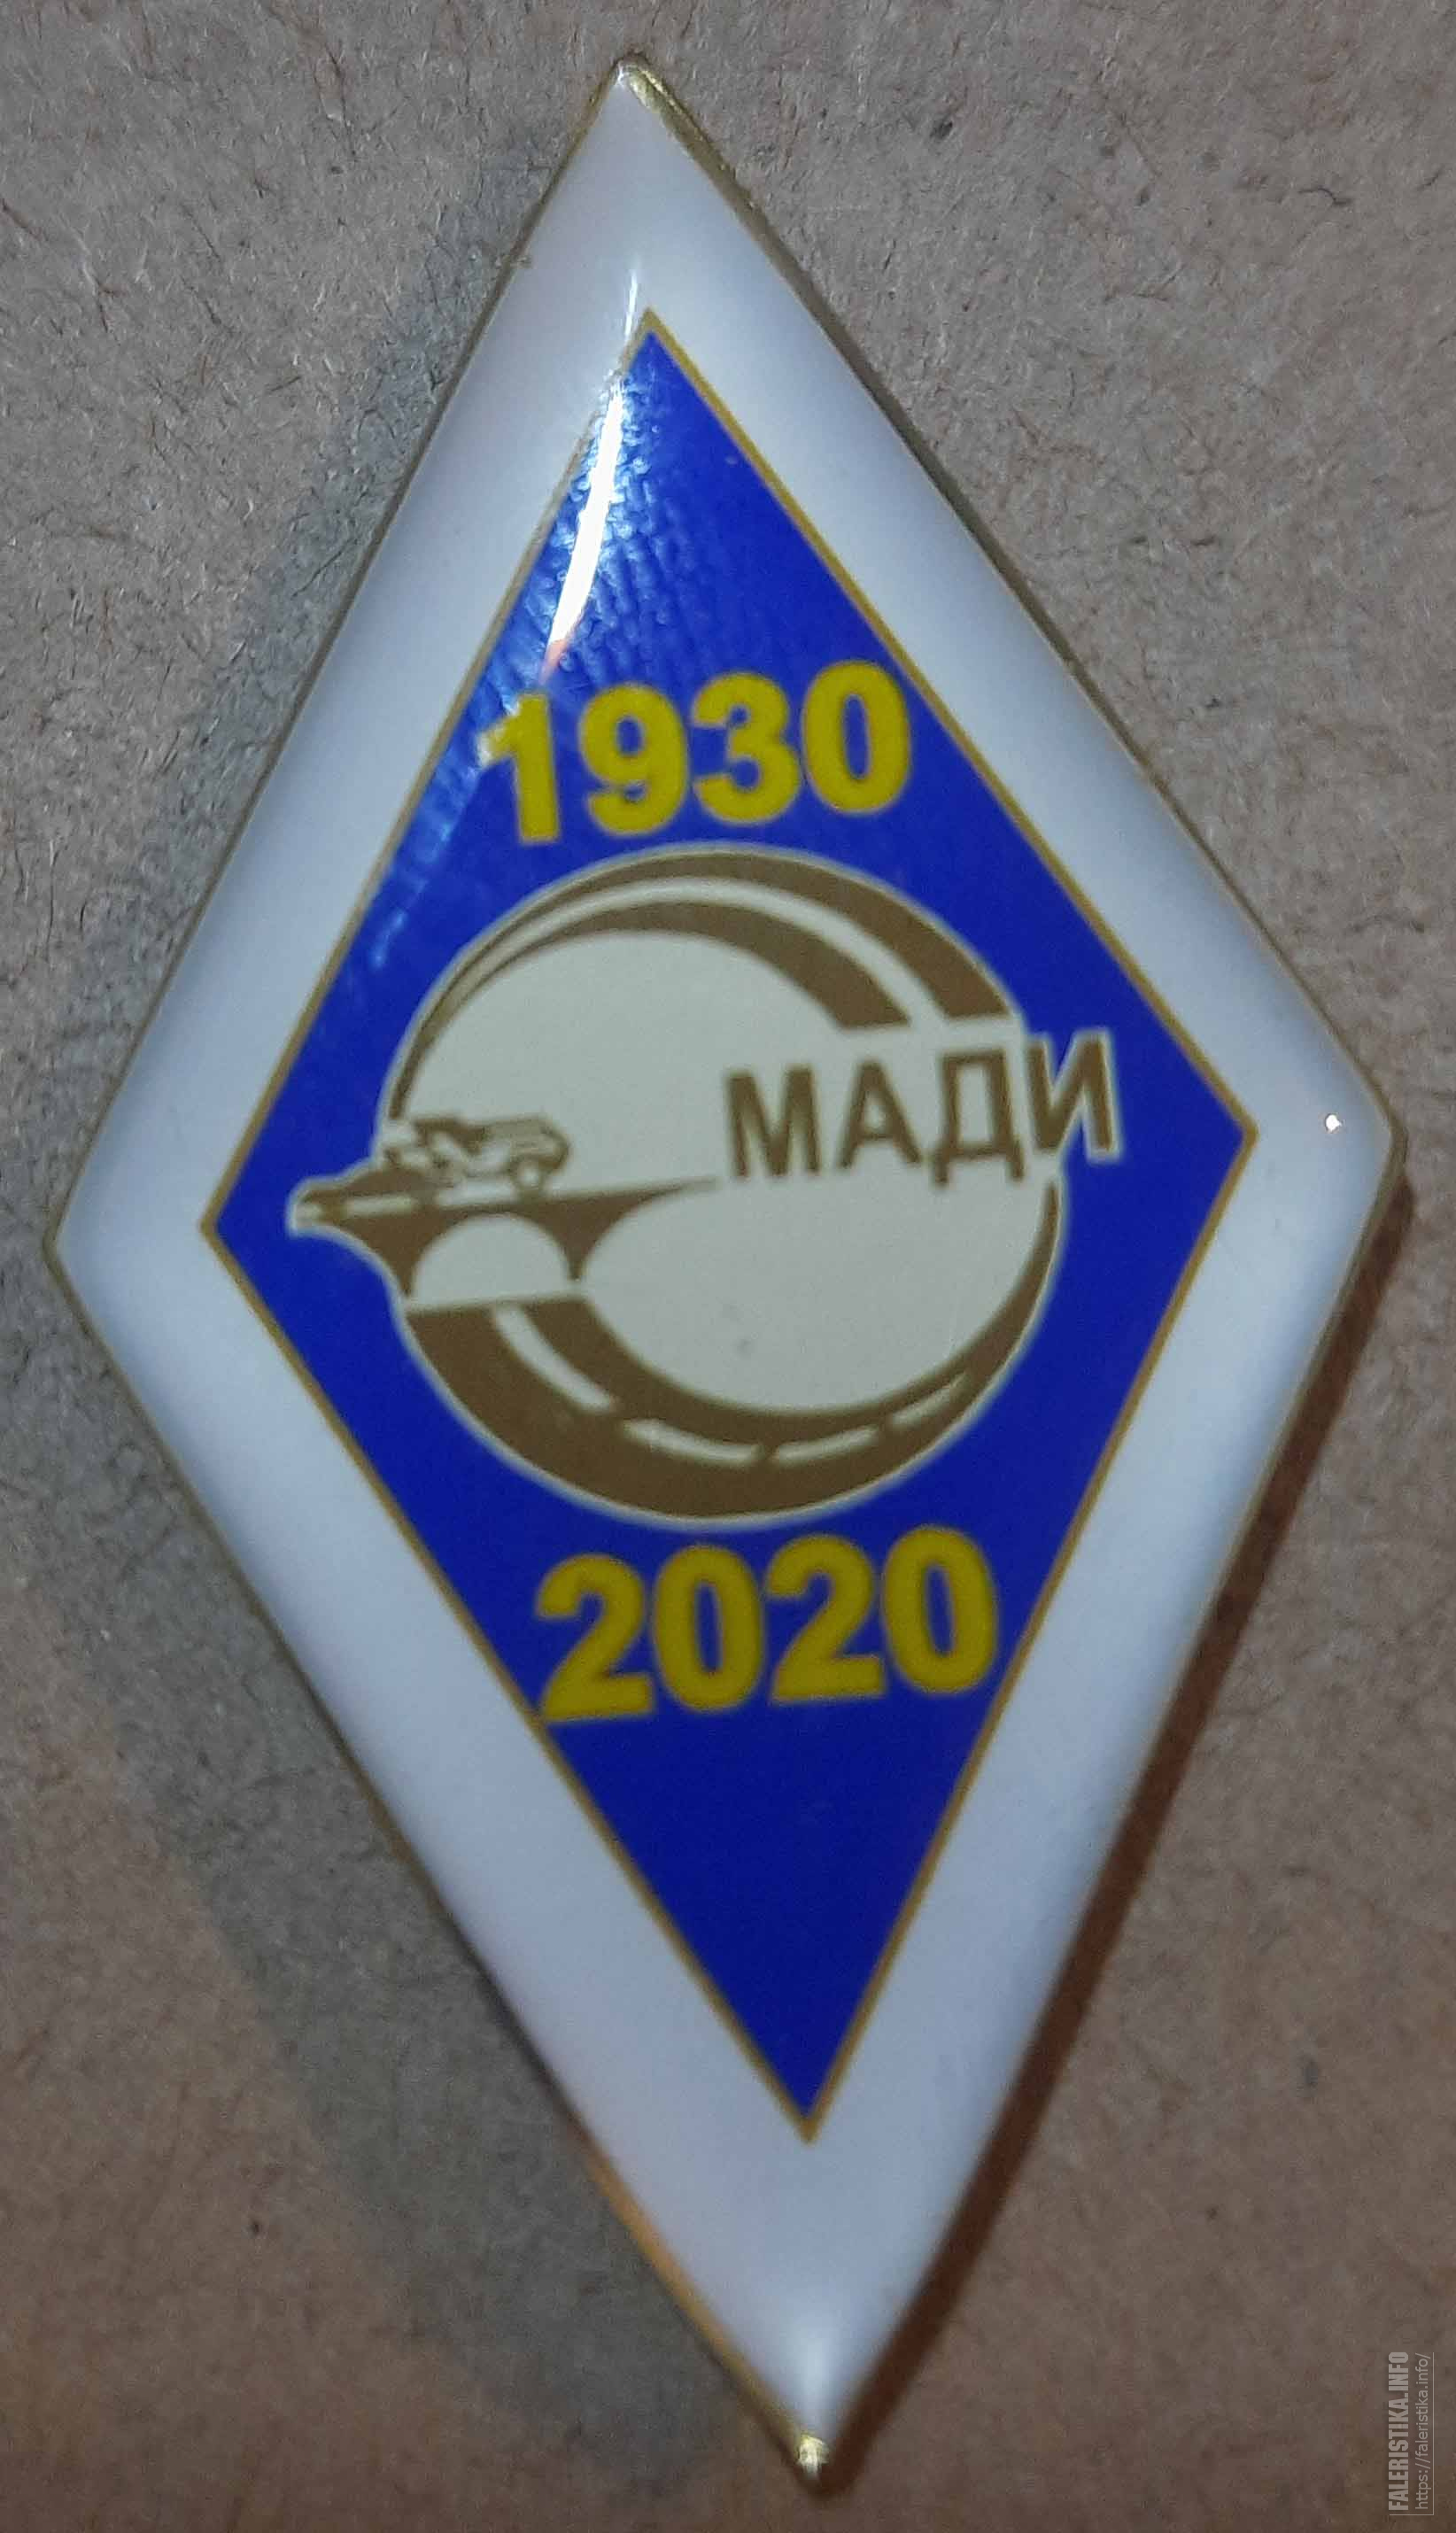 1930
МАДИ
2020
FALERISTIKA.INFO
https://faleristika.info/